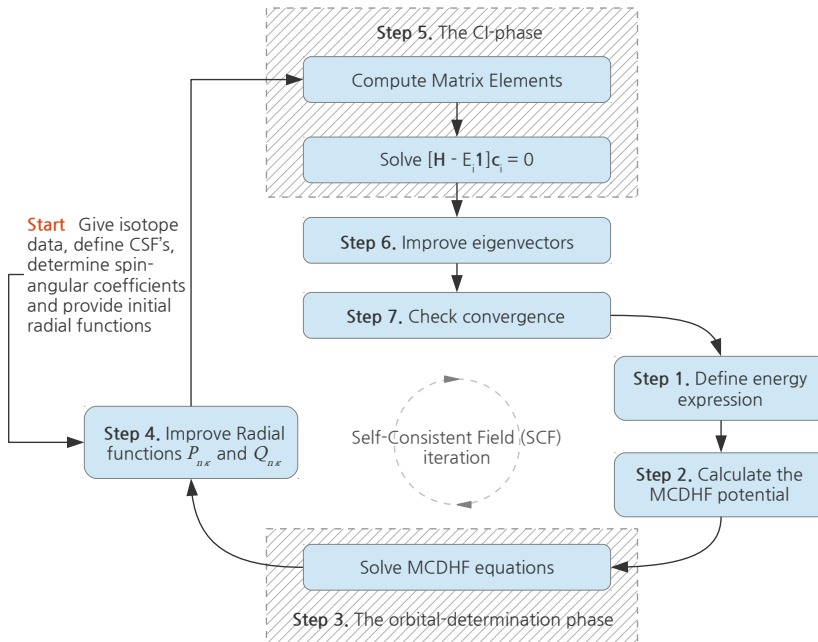 Step 5. The CI-phase
Compute Matrix Elements
Solve [H - E_i 1]c_i = 0
Start Give isotope
data, define CSF's,
determine spin-
angular coefficients
and provide initial
radial functions
Step 6. Improve eigenvectors
Step 7. Check convergence
Step 1. Define energy
expression
Step 4. Improve Radial
functions P_nκ and Q_nκ
Self-Consistent Field (SCF)
iteration
Step 2. Calculate the
MCDHF potential
Solve MCDHF equations
Step 3. The orbital-determination phase